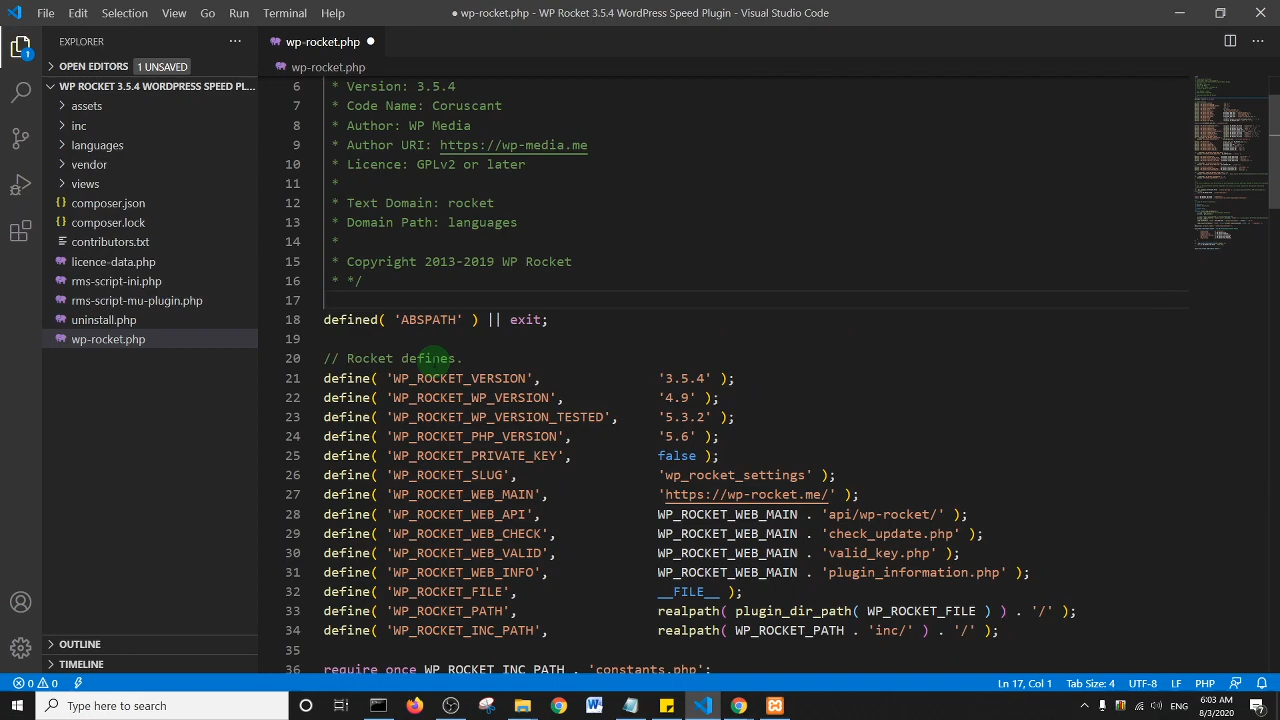 File Edit Selection View Go Run Terminal Help
● wp-rocket.php - WP Rocket 3.5.4 WordPress Speed Plugin - Visual Studio Code
EXPLORER
OPEN EDITORS 1 UNSAVED
WP ROCKET 3.5.4 WORDPRESS SPEED PL...
assets
inc
languages
vendor
views
composer.json
composer.lock
contributors.txt
licence-data.php
rms-script-ini.php
rms-script-mu-plugin.php
uninstall.php
wp-rocket.php
OUTLINE
TIMELINE
1
wp-rocket.php
wp-rocket.php
6 * Version: 3.5.4
7 * Code Name: Coruscant
8 * Author: WP Media
9 * Author URI: https://wp-media.me
10 * Licence: GPLv2 or later
11 *
12 * Text Domain: rocket
13 * Domain Path: languages
14 *
15 * Copyright 2013-2019 WP Rocket
16 * */
17
18 defined( 'ABSPATH' ) || exit;
19
20 // Rocket defines.
21 define( 'WP_ROCKET_VERSION', '3.5.4' );
22 define( 'WP_ROCKET_WP_VERSION', '4.9' );
23 define( 'WP_ROCKET_WP_VERSION_TESTED', '5.3.2' );
24 define( 'WP_ROCKET_PHP_VERSION', '5.6' );
25 define( 'WP_ROCKET_PRIVATE_KEY', false );
26 define( 'WP_ROCKET_SLUG', 'wp_rocket_settings' );
27 define( 'WP_ROCKET_WEB_MAIN', 'https://wp-rocket.me/' );
28 define( 'WP_ROCKET_WEB_API', WP_ROCKET_WEB_MAIN . 'api/wp-rocket/' );
29 define( 'WP_ROCKET_WEB_CHECK', WP_ROCKET_WEB_MAIN . 'check_update.php' );
30 define( 'WP_ROCKET_WEB_VALID', WP_ROCKET_WEB_MAIN . 'valid_key.php' );
31 define( 'WP_ROCKET_WEB_INFO', WP_ROCKET_WEB_MAIN . 'plugin_information.php' );
32 define( 'WP_ROCKET_FILE', __FILE__ );
33 define( 'WP_ROCKET_PATH', realpath( plugin_dir_path( WP_ROCKET_FILE ) ) . '/' );
34 define( 'WP_ROCKET_INC_PATH', realpath( WP_ROCKET_PATH . 'inc/' ) . '/' );
35
36 require_once WP_ROCKET_INC_PATH . 'constants.php';
0 0 Ln 17, Col 1 Tab Size: 4 UTF-8 LF PHP
Type here to search
6:03 AM
8/3/2020
7